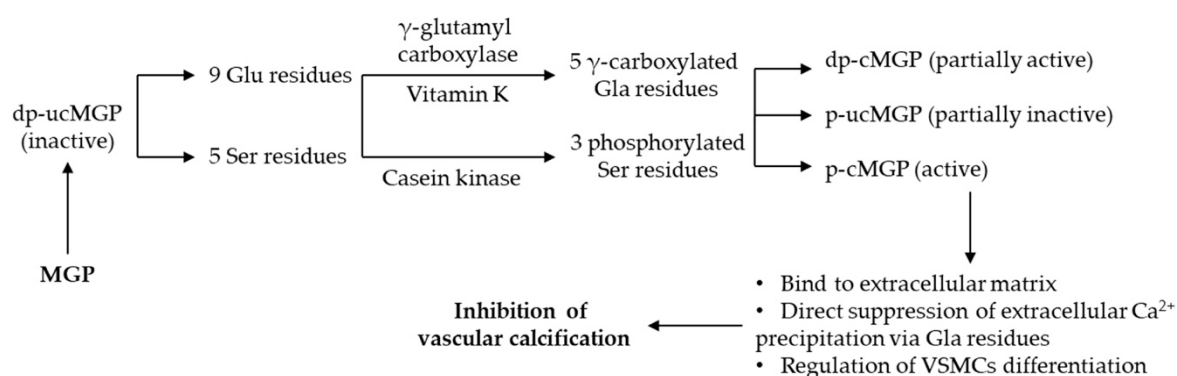 γ-glutamyl
carboxylase
Vitamin K
9 Glu residues
5 γ-carboxylated
Gla residues
dp-cMGP (partially active)
dp-ucMGP
(inactive)
p-ucMGP (partially inactive)
5 Ser residues
Casein kinase
3 phosphorylated
Ser residues
p-cMGP (active)
MGP
• Bind to extracellular matrix
• Direct suppression of extracellular Ca²⁺
precipitation via Gla residues
• Regulation of VSMCs differentiation
Inhibition of
vascular calcification